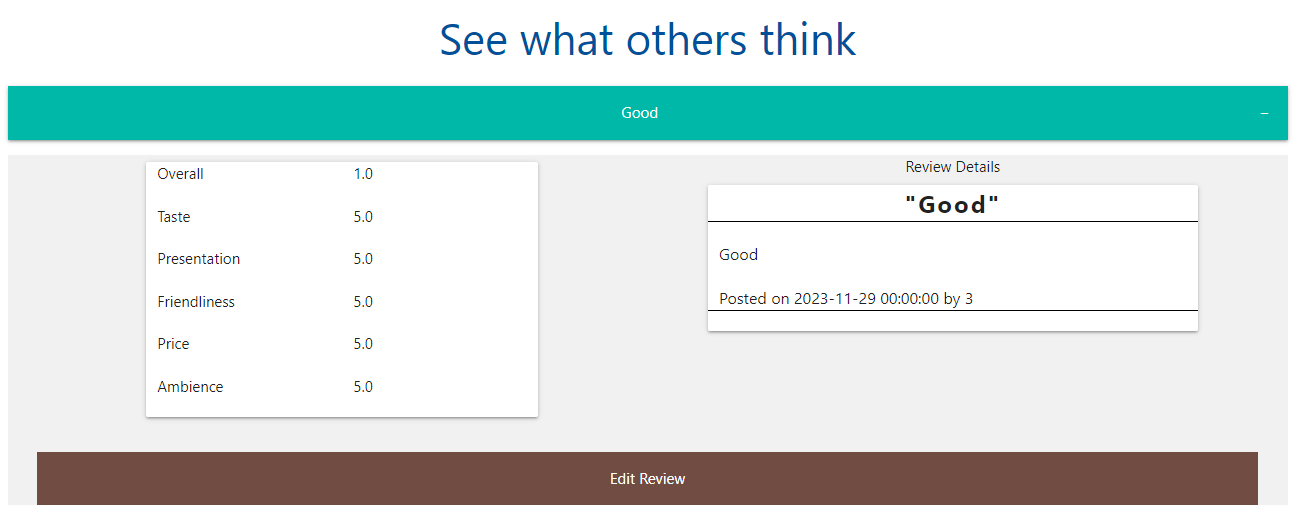 See what others think
Good –
Overall 1.0
Taste 5.0
Presentation 5.0
Friendliness 5.0
Price 5.0
Ambience 5.0
Review Details
"Good"
Good
Posted on 2023-11-29 00:00:00 by 3
Edit Review